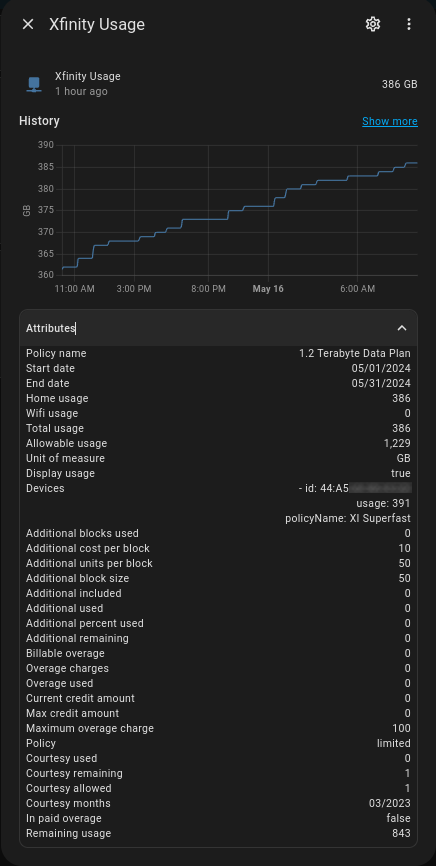 Xfinity Usage
Xfinity Usage
1 hour ago
386 GB
History
Show more
390
385
380
375
370
365
360
GB
11:00 AM 3:00 PM 8:00 PM May 16 6:00 AM
Attributes
Policy name 1.2 Terabyte Data Plan
Start date 05/01/2024
End date 05/31/2024
Home usage 386
Wifi usage 0
Total usage 386
Allowable usage 1,229
Unit of measure GB
Display usage true
Devices - id: 44:A5
usage: 391
policyName: XI Superfast
Additional blocks used 0
Additional cost per block 10
Additional units per block 50
Additional block size 50
Additional included 0
Additional used 0
Additional percent used 0
Additional remaining 0
Billable overage 0
Overage charges 0
Overage used 0
Current credit amount 0
Max credit amount 0
Maximum overage charge 100
Policy limited
Courtesy used 0
Courtesy remaining 1
Courtesy allowed 1
Courtesy months 03/2023
In paid overage false
Remaining usage 843